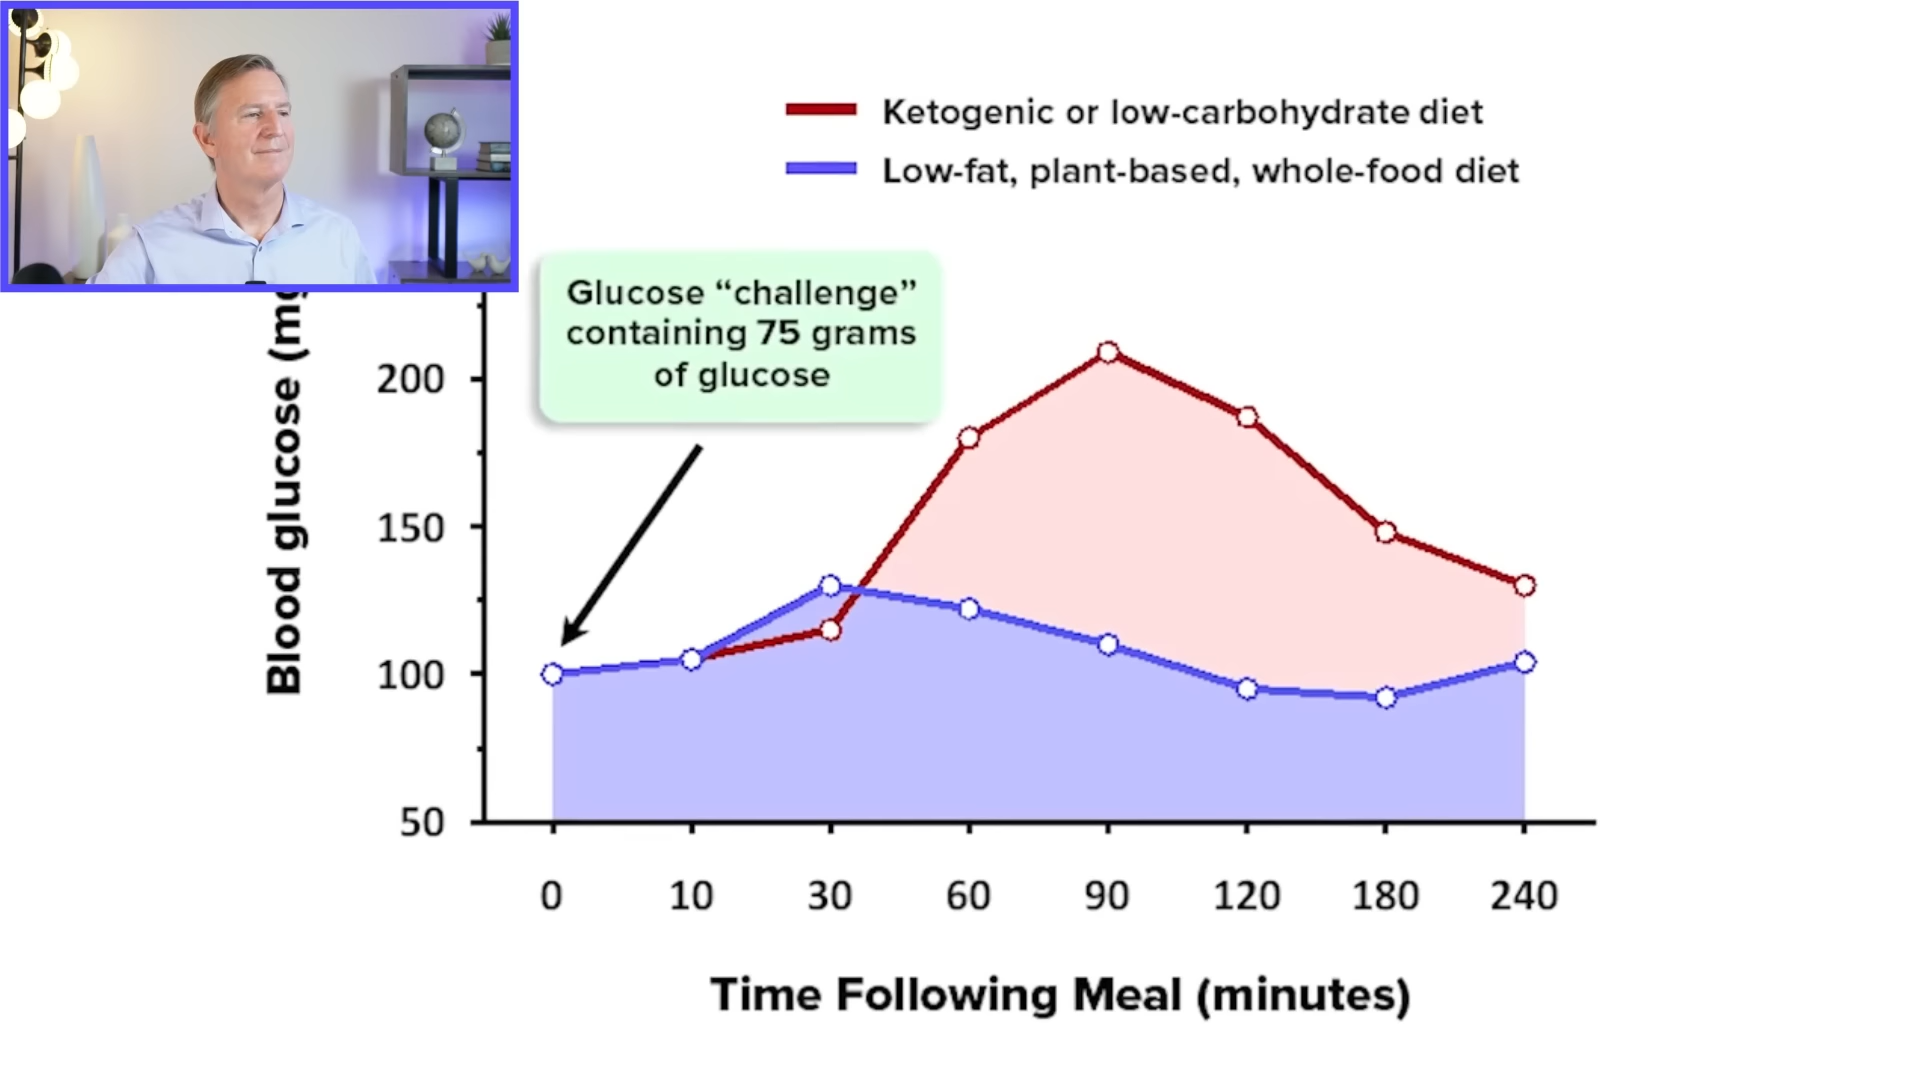 Ketogenic or low-carbohydrate diet
Low-fat, plant-based, whole-food diet
Glucose “challenge”
containing 75 grams
of glucose
Blood glucose
200
150
100
50
0 10 30 60 90 120 180 240
Time Following Meal (minutes)